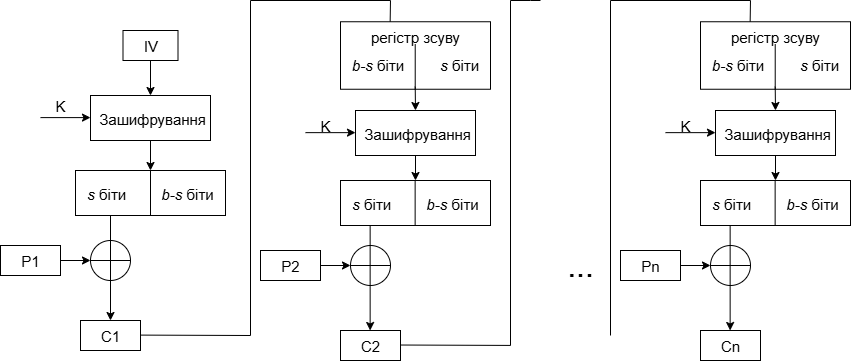 IV
K
Зашифрування
s біти
b-s біти
P1
C1
регістр зсуву
b-s біти
s біти
K
Зашифрування
s біти
b-s біти
P2
C2
...
регістр зсуву
b-s біти
s біти
K
Зашифрування
s біти
b-s біти
Pn
Cn